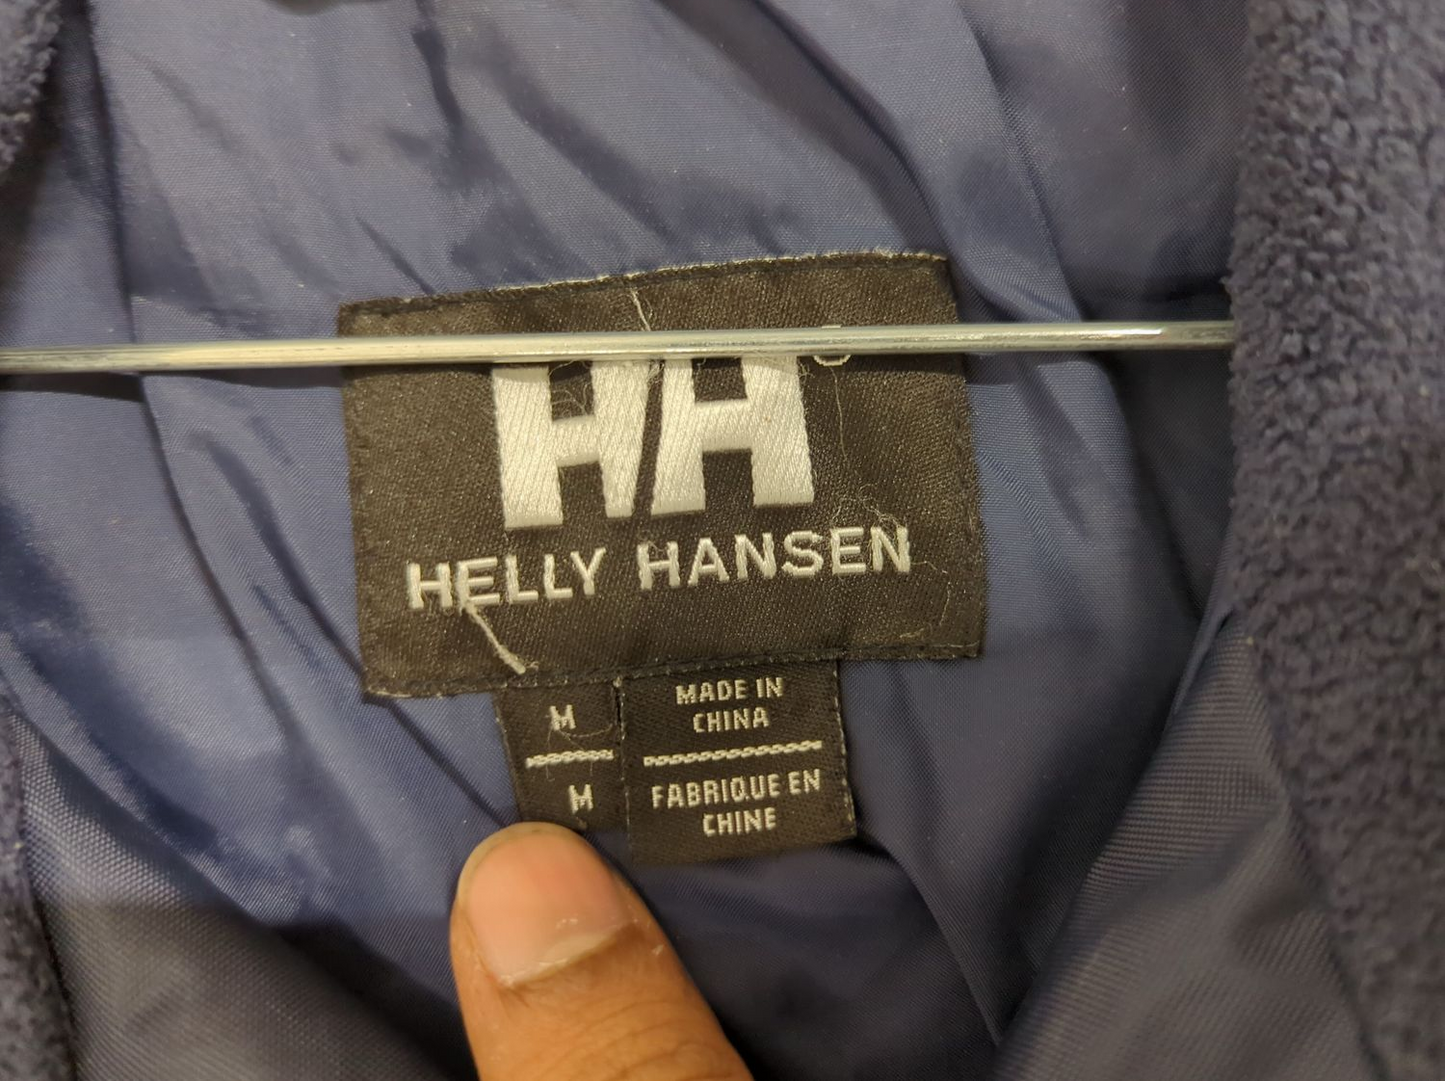 HH
HELLY HANSEN
M
M
MADE IN
CHINA
FABRIQUE EN
CHINE